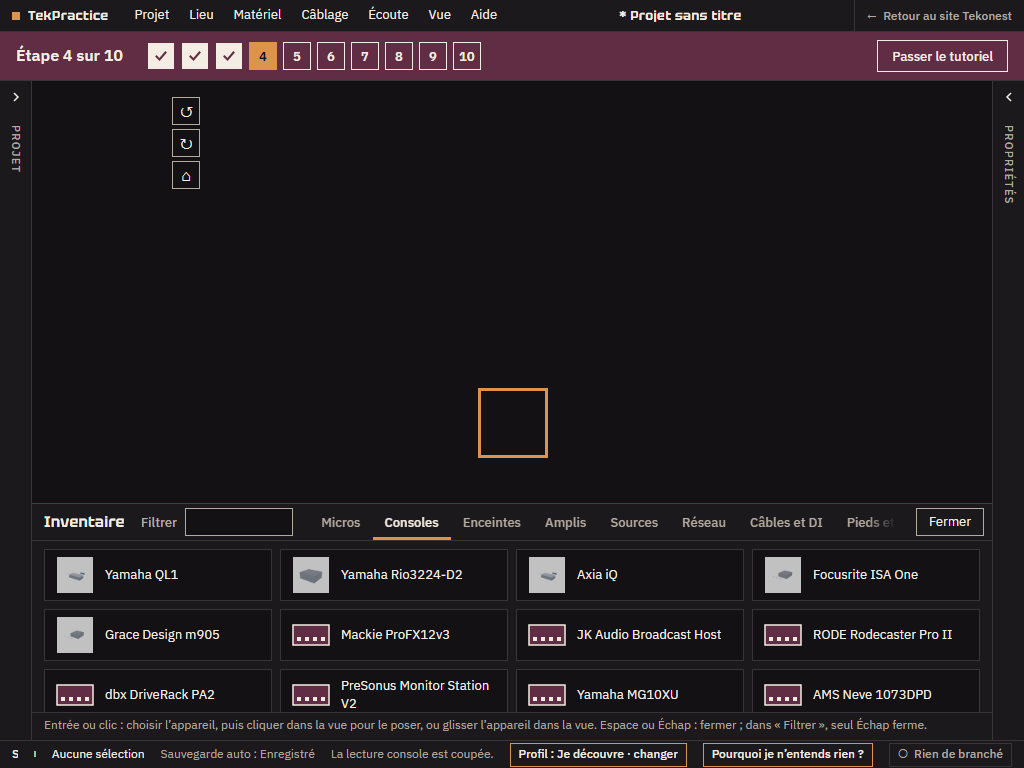 TekPractice Projet Lieu Matériel Câblage Écoute Vue Aide * Projet sans titre ← Retour au site Tekonest
Étape 4 sur 10 4 5 6 7 8 9 10 Passer le tutoriel
PROJET
PROPRIÉTÉS
Inventaire Filtrer Micros Consoles Enceintes Amplis Sources Réseau Câbles et DI Pieds et Fermer
Yamaha QL1 Yamaha Rio3224-D2 Axia iQ Focusrite ISA One
Grace Design m905 Mackie ProFX12v3 JK Audio Broadcast Host RODE Rodecaster Pro II
dbx DriveRack PA2 PreSonus Monitor Station V2 Yamaha MG10XU AMS Neve 1073DPD
Entrée ou clic : choisir l'appareil, puis cliquer dans la vue pour le poser, ou glisser l'appareil dans la vue. Espace ou Échap : fermer ; dans « Filtrer », seul Échap ferme.
Aucune sélection Sauvegarde auto : Enregistré La lecture console est coupée. Profil : Je découvre · changer Pourquoi je n'entends rien ? Rien de branché